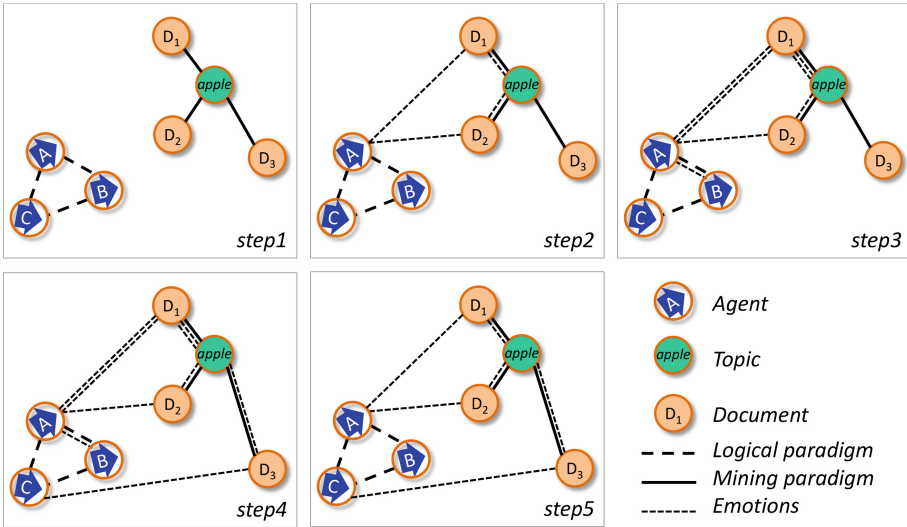 D1
apple
D2
D3
A
B
C
step1
D1
apple
D2
D3
A
B
C
step2
D1
apple
D2
D3
A
B
C
step3
D1
apple
D2
D3
A
B
C
step4
D1
apple
D2
D3
A
B
C
step5
A Agent
apple Topic
D1 Document
Logical paradigm
Mining paradigm
Emotions